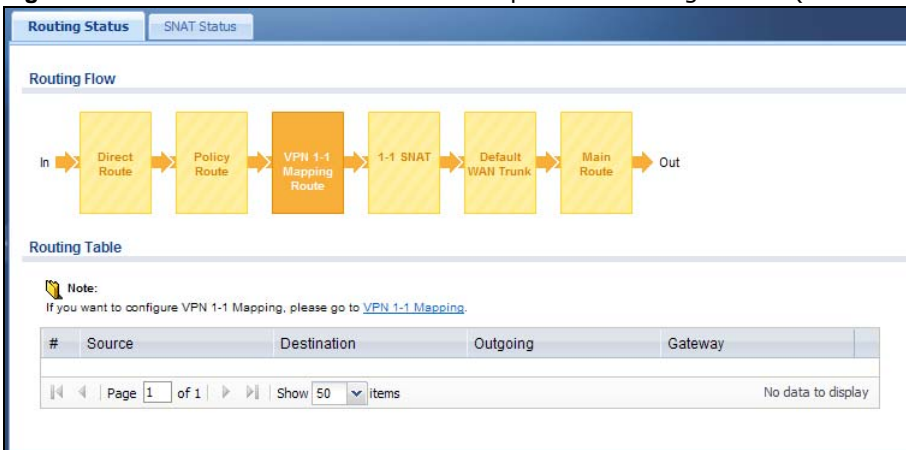 Routing Status SNAT Status
Routing Flow
In Direct Route Policy Route VPN 1-1 Mapping Route 1-1 SNAT Default WAN Trunk Main Route Out
Routing Table
Note:
If you want to configure VPN 1-1 Mapping, please go to VPN 1-1 Mapping.
# Source Destination Outgoing Gateway
Page 1 of 1 Show 50 items No data to display